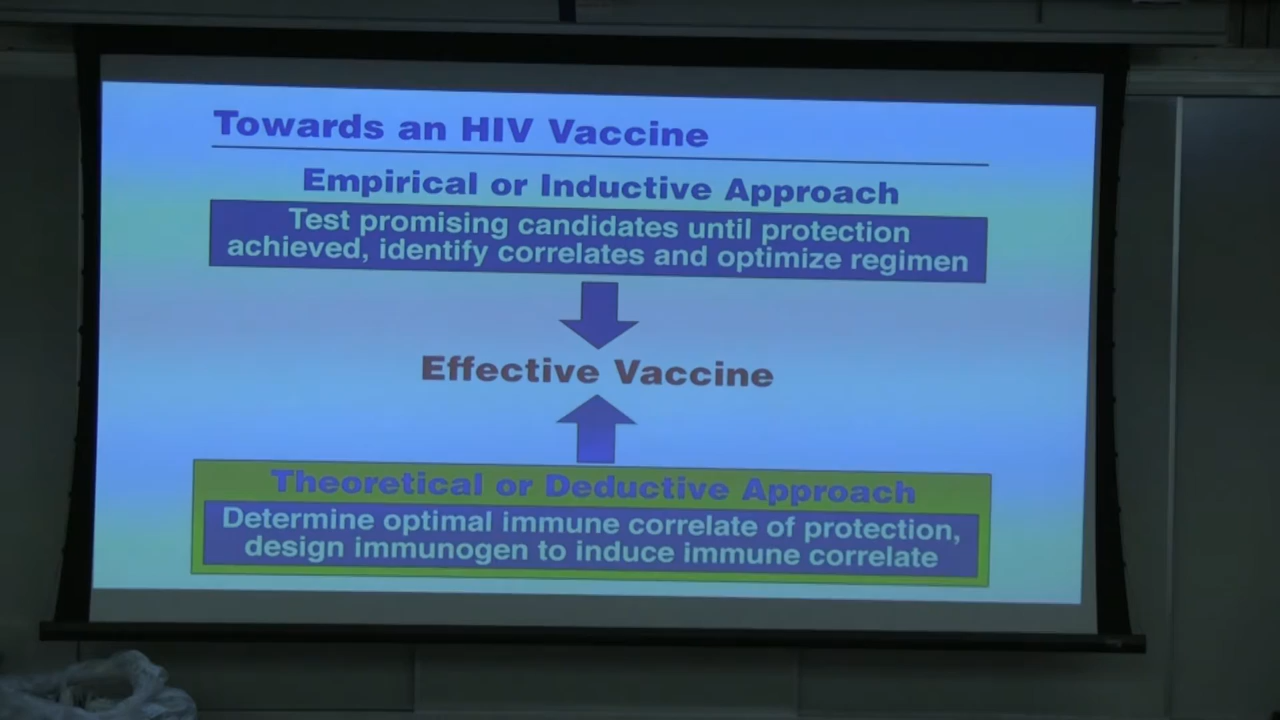 Towards an HIV Vaccine
Empirical or Inductive Approach
Test promising candidates until protection
achieved, identify correlates and optimize regimen
Effective Vaccine
Theoretical or Deductive Approach
Determine optimal immune correlate of protection,
design immunogen to induce immune correlate